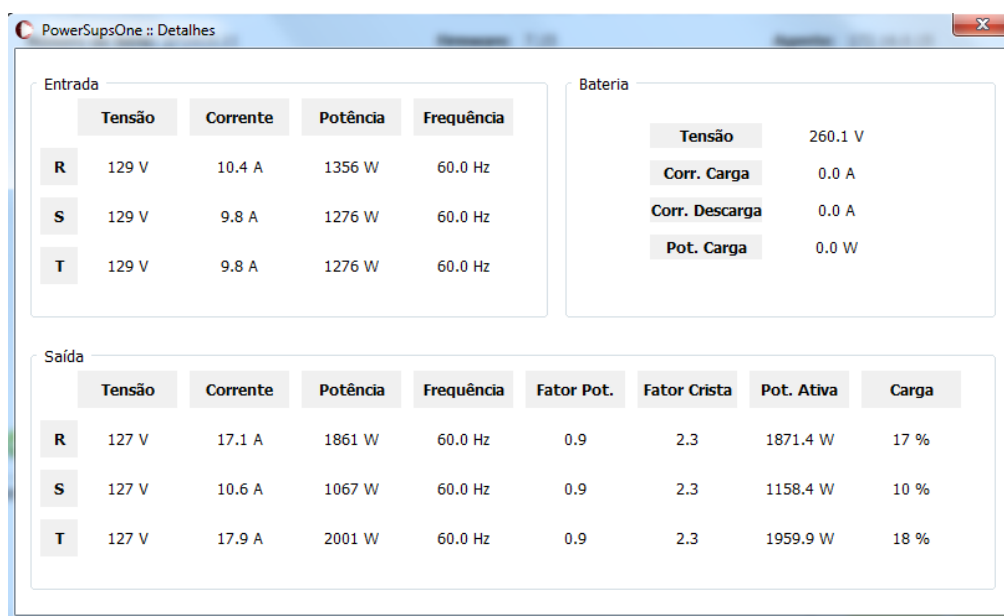 PowerSupsOne :: Detalhes
Entrada
Tensão Corrente Potência Frequência
R 129 V 10.4 A 1356 W 60.0 Hz
S 129 V 9.8 A 1276 W 60.0 Hz
T 129 V 9.8 A 1276 W 60.0 Hz
Bateria
Tensão 260.1 V
Corr. Carga 0.0 A
Corr. Descarga 0.0 A
Pot. Carga 0.0 W
Saída
Tensão Corrente Potência Frequência Fator Pot. Fator Crista Pot. Ativa Carga
R 127 V 17.1 A 1861 W 60.0 Hz 0.9 2.3 1871.4 W 17 %
S 127 V 10.6 A 1067 W 60.0 Hz 0.9 2.3 1158.4 W 10 %
T 127 V 17.9 A 2001 W 60.0 Hz 0.9 2.3 1959.9 W 18 %